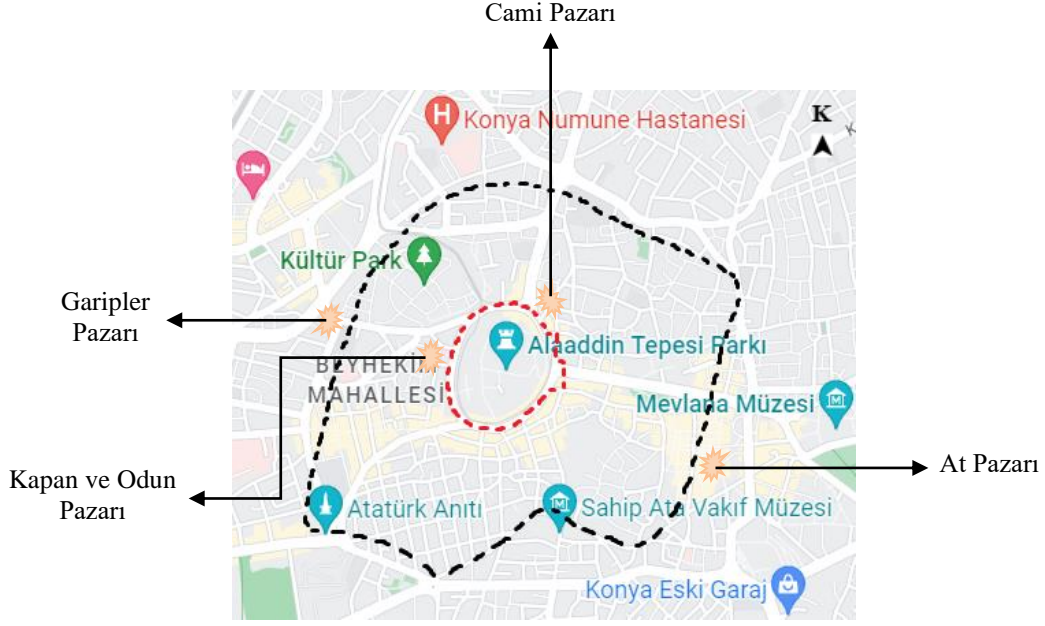 Cami Pazarı
K
Konya Numune Hastanesi
K
Kültür Park
Garipler
Pazarı
Alaaddin Tepesi Parkı
BEYHEKİM
MAHALLESİ
Mevlana Müzesi
At Pazarı
Kapan ve Odun
Pazarı
Atatürk Anıtı
Sahip Ata Vakıf Müzesi
Konya Eski Garaj